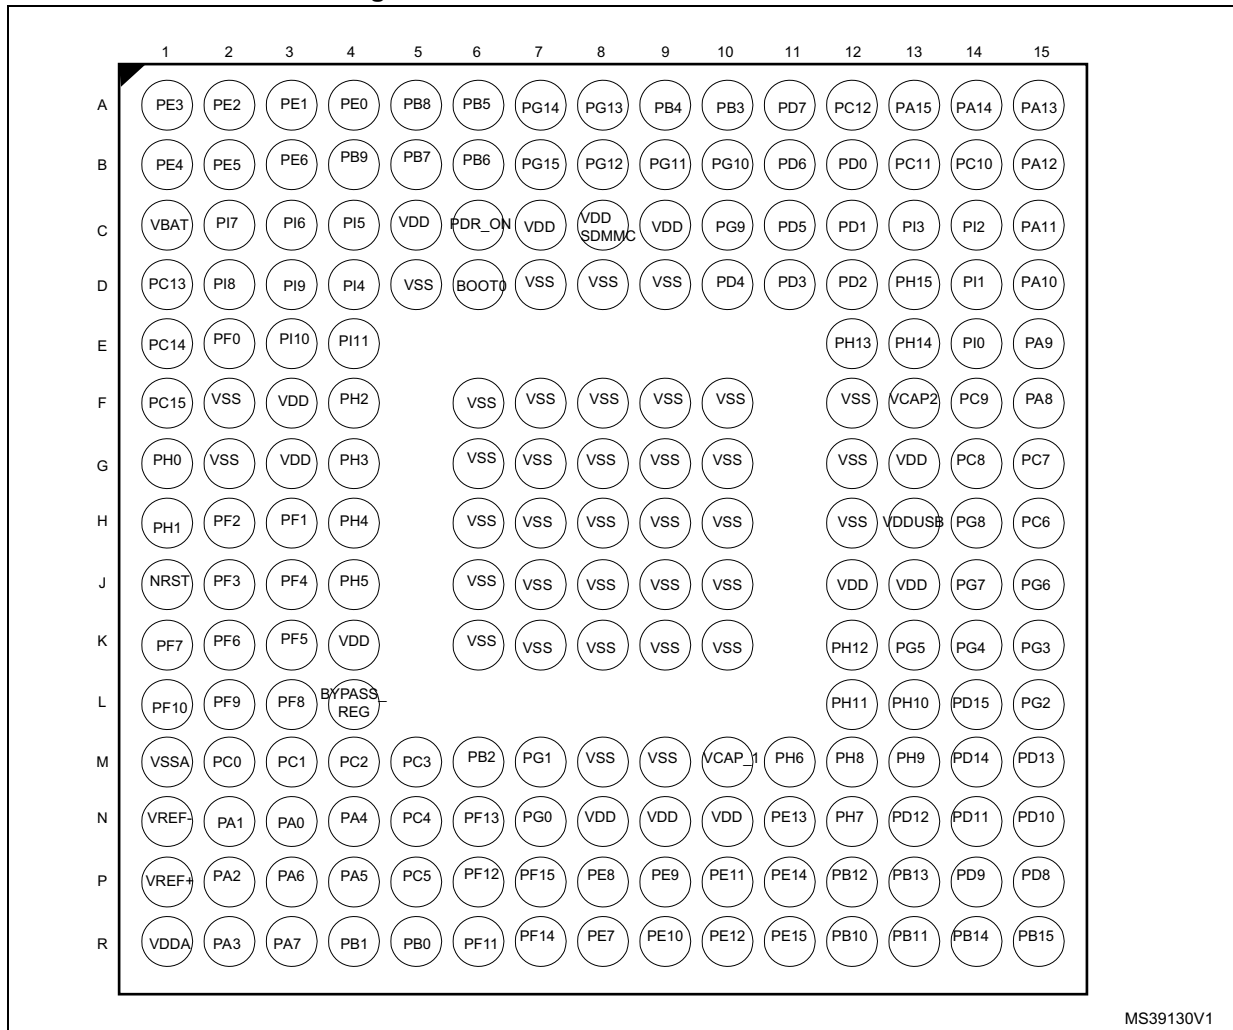 1 2 3 4 5 6 7 8 9 10 11 12 13 14 15
A PE3 PE2 PE1 PE0 PB8 PB5 PG14 PG13 PB4 PB3 PD7 PC12 PA15 PA14 PA13
B PE4 PE5 PE6 PB9 PB7 PB6 PG15 PG12 PG11 PG10 PD6 PD0 PC11 PC10 PA12
C VBAT PI7 PI6 PI5 VDD PDR_ON VDD VDD SDMMC VDD PG9 PD5 PD1 PI3 PI2 PA11
D PC13 PI8 PI9 PI4 VSS BOOT0 VSS VSS VSS PD4 PD3 PD2 PH15 PI1 PA10
E PC14 PF0 PI10 PI11 PH13 PH14 PI0 PA9
F PC15 VSS VDD PH2 VSS VSS VSS VSS VSS VSS VCAP2 PC9 PA8
G PH0 VSS VDD PH3 VSS VSS VSS VSS VSS VSS VDD PC8 PC7
H PH1 PF2 PF1 PH4 VSS VSS VSS VSS VSS VSS VDDUSB PG8 PC6
J NRST PF3 PF4 PH5 VSS VSS VSS VSS VSS VDD VDD PG7 PG6
K PF7 PF6 PF5 VDD VSS VSS VSS VSS VSS PH12 PG5 PG4 PG3
L PF10 PF9 PF8 BYPASS_ REG PH11 PH10 PD15 PG2
M VSSA PC0 PC1 PC2 PC3 PB2 PG1 VSS VSS VCAP_1 PH6 PH8 PH9 PD14 PD13
N VREF- PA1 PA0 PA4 PC4 PF13 PG0 VDD VDD VDD PE13 PH7 PD12 PD11 PD10
P VREF+ PA2 PA6 PA5 PC5 PF12 PF15 PE8 PE9 PE11 PE14 PB12 PB13 PD9 PD8
R VDDA PA3 PA7 PB1 PB0 PF11 PF14 PE7 PE10 PE12 PE15 PB10 PB11 PB14 PB15
MS39130V1